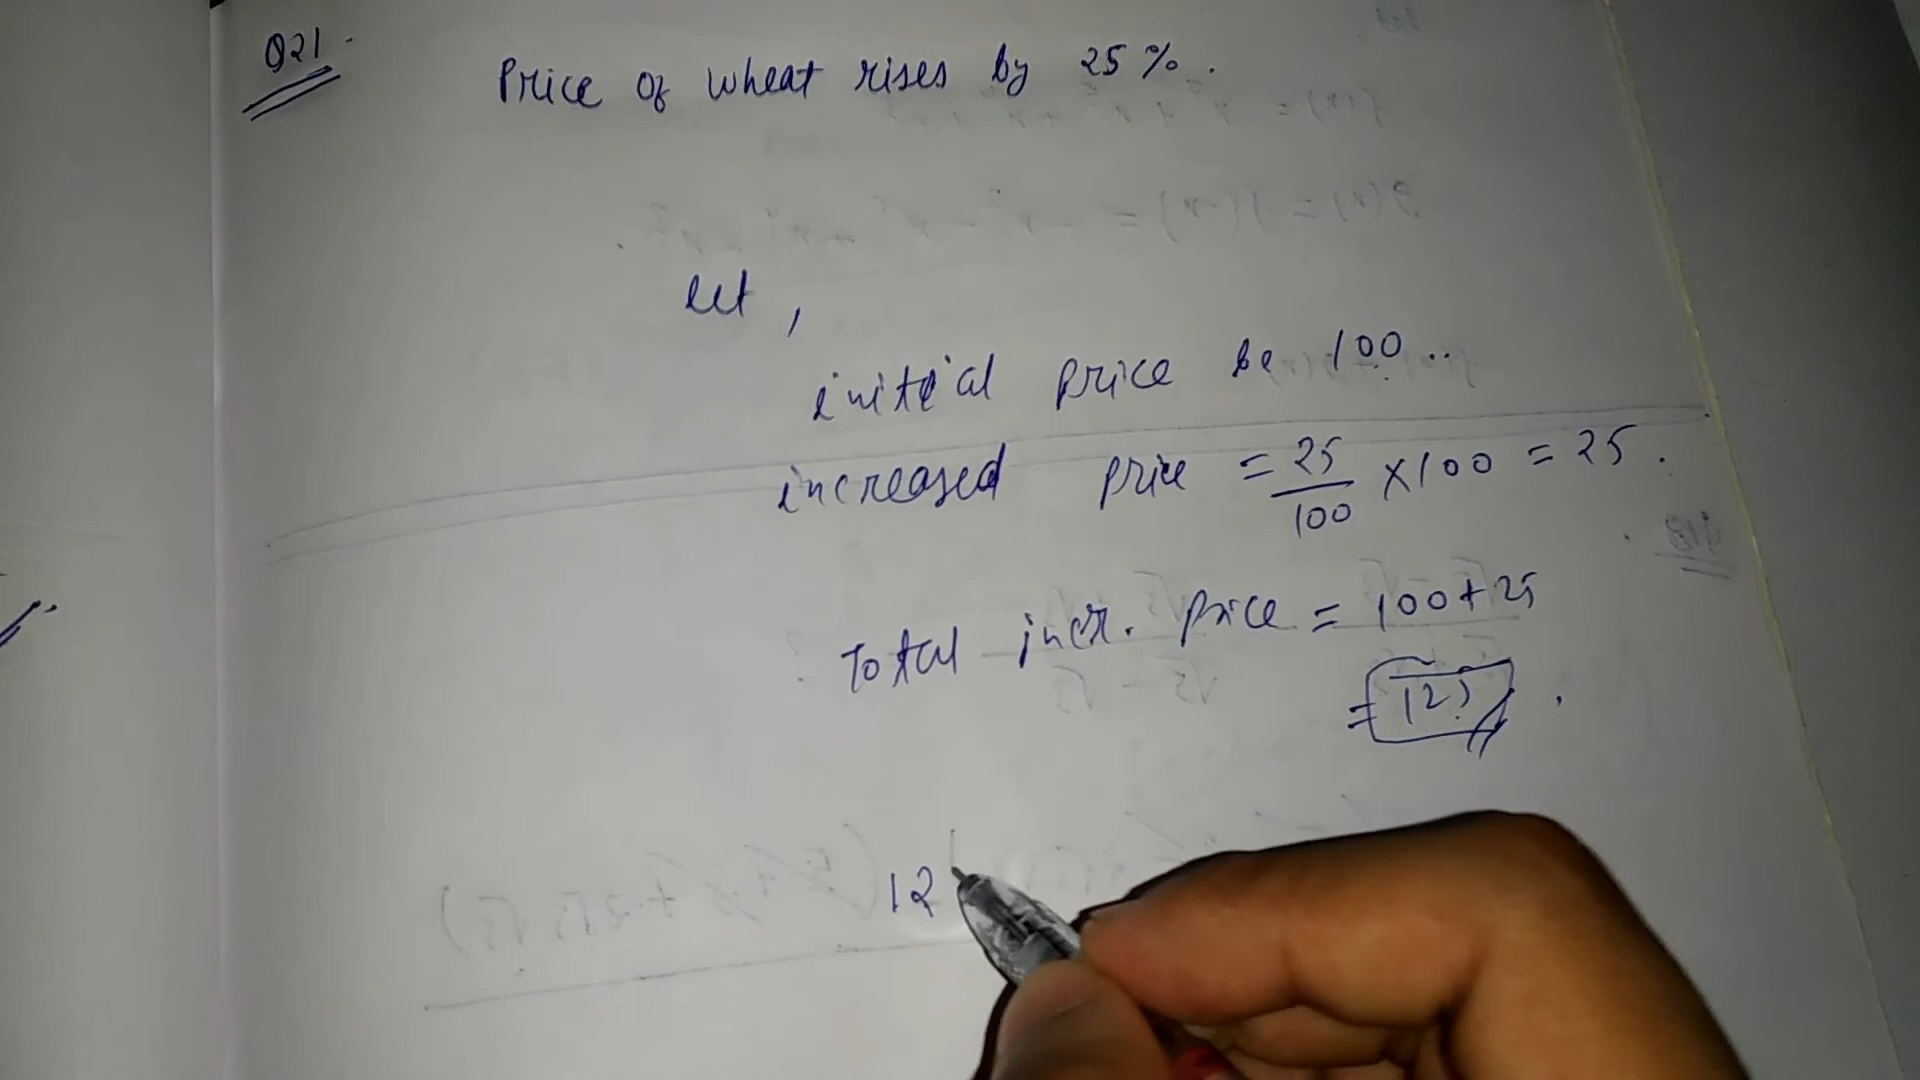 Q21.
Price of wheat rises by 25%.
let,
initial price be 100..
increased price = 25/100 × 100 = 25.
Total incr. price = 100 + 25
= 125.
12